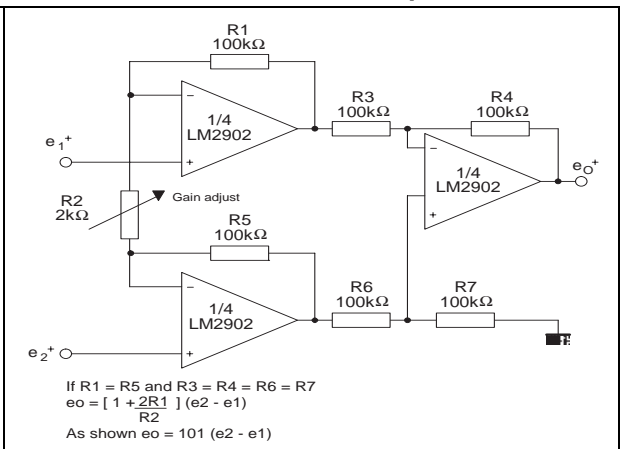 R1
100kΩ
R3
100kΩ
R4
100kΩ
1/4
LM2902
e1+
1/4
LM2902
eO+
R2
2kΩ
Gain adjust
R5
100kΩ
R6
100kΩ
R7
100kΩ
1/4
LM2902
e2+
If R1 = R5 and R3 = R4 = R6 = R7
eo = [ 1 + 2R1/R2 ] (e2 - e1)
As shown eo = 101 (e2 - e1)